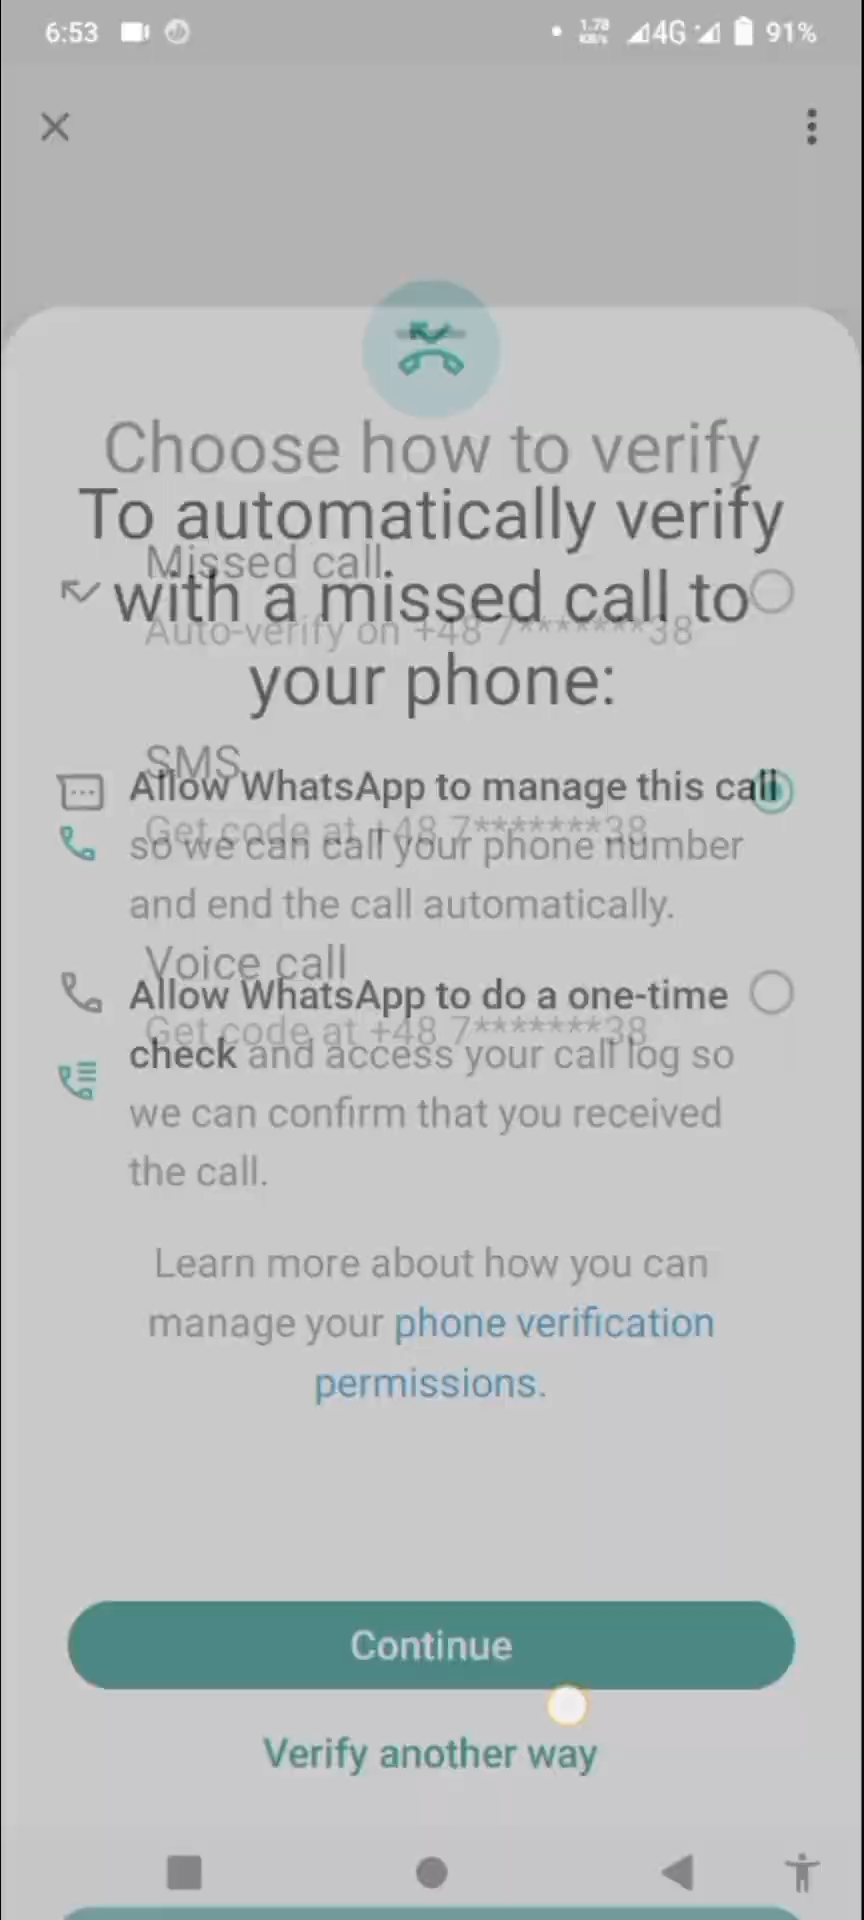 6:53
1.78
KB/s
4G
91%
Choose how to verify
To automatically verify
with a missed call to
your phone:
Missed call
Auto-verify on +48 7*******38
SMS
Get code at +48 7*******38
Allow WhatsApp to manage this call
so we can call your phone number
and end the call automatically.
Voice call
Get code at +48 7*******38
Allow WhatsApp to do a one-time
check and access your call log so
we can confirm that you received
the call.
Learn more about how you can
manage your phone verification
permissions.
Continue
Verify another way